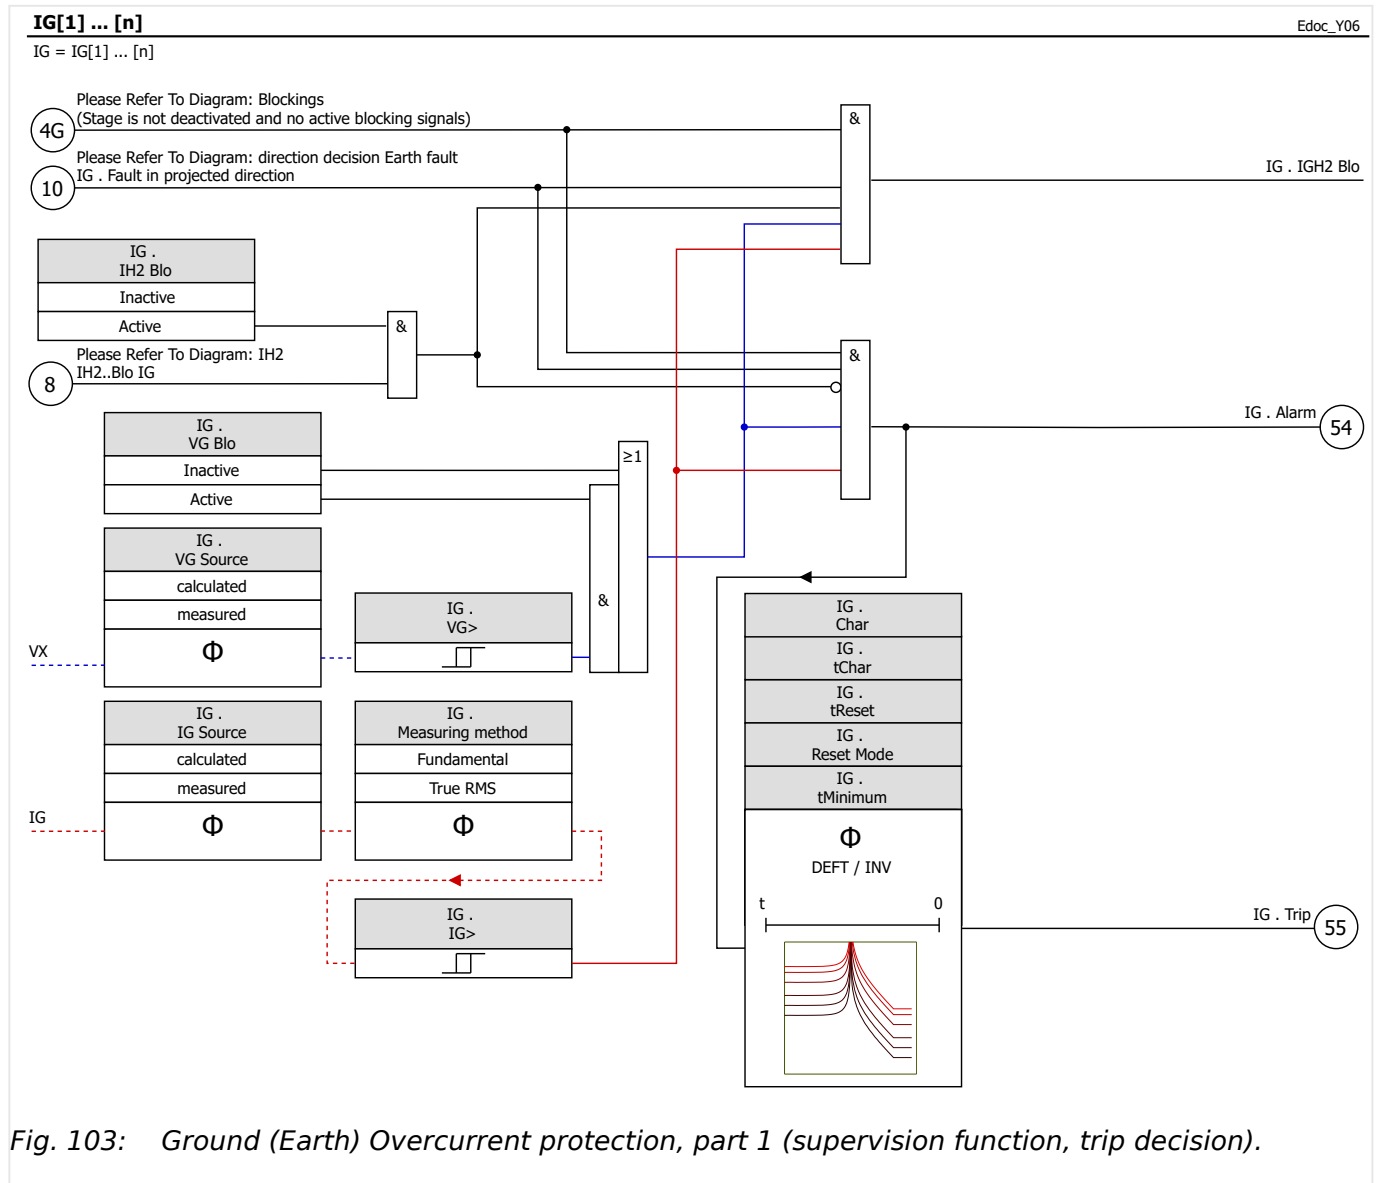 IG[1] ... [n]
Edoc_Y06
IG = IG[1] ... [n]
Please Refer To Diagram: Blockings
(Stage is not deactivated and no active blocking signals)
4G
&
Please Refer To Diagram: direction decision Earth fault
IG . Fault in projected direction
10
IG . IGH2 Blo
IG .
IH2 Blo
Inactive
Active
&
Please Refer To Diagram: IH2
IH2..Blo IG
8
&
IG . Alarm
54
IG .
VG Blo
Inactive
Active
≥1
IG .
VG Source
calculated
measured
Φ
VX
IG .
VG>
&
IG .
IG Source
calculated
measured
Φ
IG
IG .
Measuring method
Fundamental
True RMS
Φ
IG .
IG>
IG .
Char
IG .
tChar
IG .
tReset
IG .
Reset Mode
IG .
tMinimum
Φ
DEFT / INV
t
0
IG . Trip
55
Fig. 103: Ground (Earth) Overcurrent protection, part 1 (supervision function, trip decision).